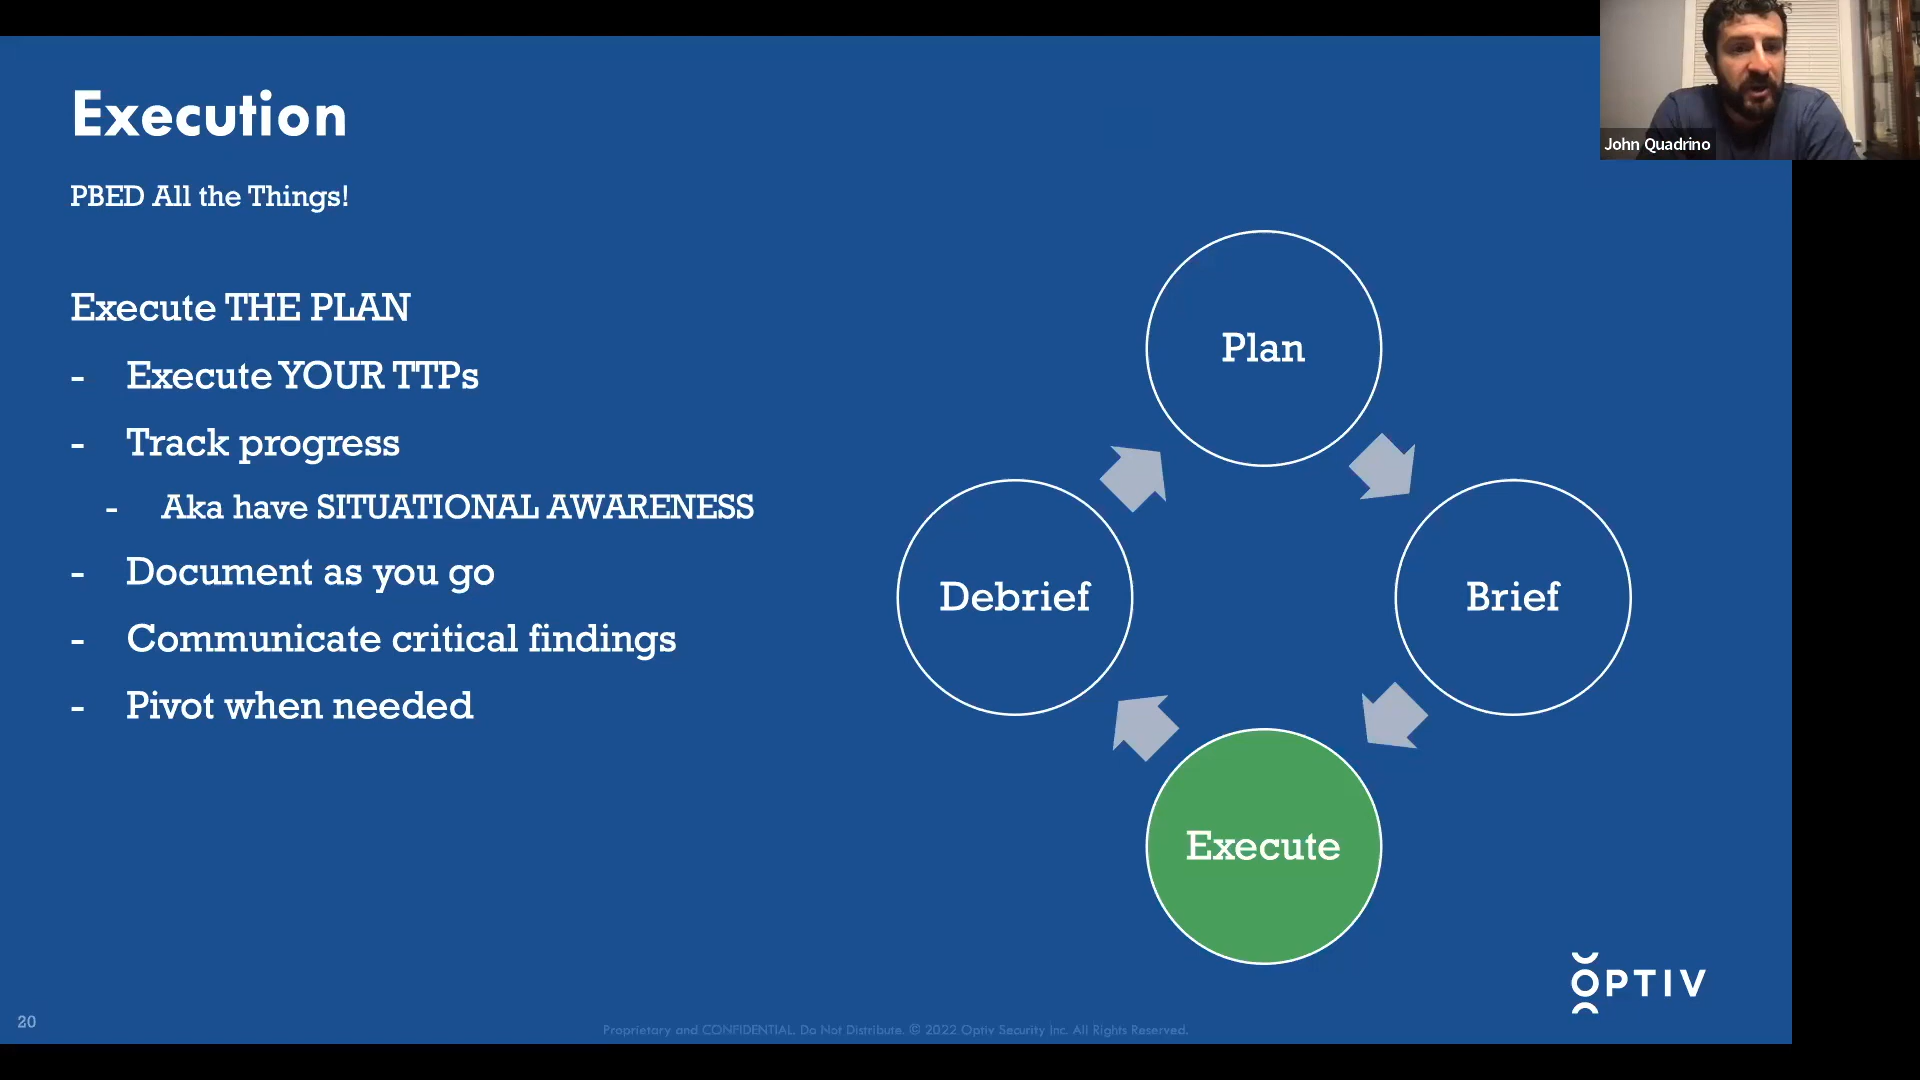 Execution
PBED All the Things!
Execute THE PLAN
- Execute YOUR TTPs
- Track progress
- Aka have SITUATIONAL AWARENESS
- Document as you go
- Communicate critical findings
- Pivot when needed
Plan
Brief
Execute
Debrief
John Quadrino
OPTIV
20
Proprietary and CONFIDENTIAL. Do Not Distribute. © 2022 Optiv Security Inc. All Rights Reserved.